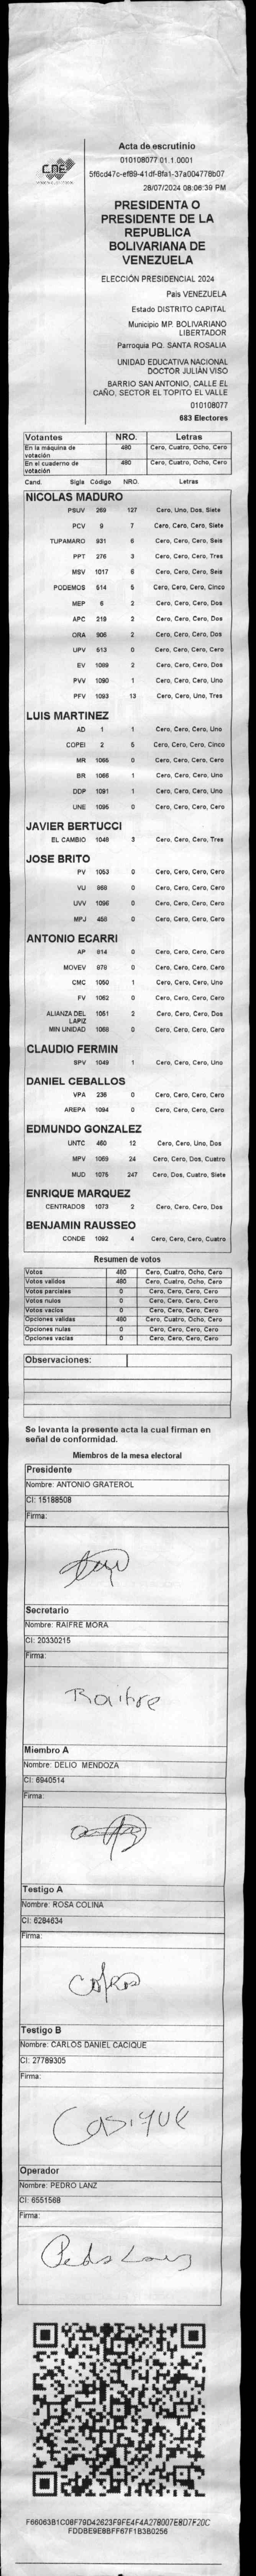 CNE
Acta de escrutinio
010108077 01.1.0001
5f6cd47c-ef89-41df-8fa1-37a004778b07
28/07/2024 08:06:39 PM
PRESIDENTA O
PRESIDENTE DE LA
REPUBLICA
BOLIVARIANA DE
VENEZUELA
ELECCIÓN PRESIDENCIAL 2024
Pais VENEZUELA
Estado DISTRITO CAPITAL
Municipio MP. BOLIVARIANO
LIBERTADOR
Parroquia PQ. SANTA ROSALIA
UNIDAD EDUCATIVA NACIONAL
DOCTOR JULIÁN VISO
BARRIO SAN ANTONIO, CALLE EL
CAÑO, SECTOR EL TOPITO EL VALLE
010108077
683 Electores
Votantes NRO. Letras
En la máquina de votación 480 Cero, Cuatro, Ocho, Cero
En el cuaderno de votación 480 Cero, Cuatro, Ocho, Cero
Cand. Sigla Código NRO. Letras
NICOLAS MADURO
PSUV 269 127 Cero, Uno, Dos, Siete
PCV 9 7 Cero, Cero, Cero, Siete
TUPAMARO 931 6 Cero, Cero, Cero, Seis
PPT 276 3 Cero, Cero, Cero, Tres
MSV 1017 6 Cero, Cero, Cero, Seis
PODEMOS 514 5 Cero, Cero, Cero, Cinco
MEP 6 2 Cero, Cero, Cero, Dos
APC 219 2 Cero, Cero, Cero, Dos
ORA 906 2 Cero, Cero, Cero, Dos
UPV 513 0 Cero, Cero, Cero, Cero
EV 1089 2 Cero, Cero, Cero, Dos
PVV 1090 1 Cero, Cero, Cero, Uno
PFV 1093 13 Cero, Cero, Uno, Tres
LUIS MARTINEZ
AD 1 1 Cero, Cero, Cero, Uno
COPEI 2 5 Cero, Cero, Cero, Cinco
MR 1065 0 Cero, Cero, Cero, Cero
BR 1066 1 Cero, Cero, Cero, Uno
DDP 1091 1 Cero, Cero, Cero, Uno
UNE 1095 0 Cero, Cero, Cero, Cero
JAVIER BERTUCCI
EL CAMBIO 1048 3 Cero, Cero, Cero, Tres
JOSE BRITO
PV 1053 0 Cero, Cero, Cero, Cero
VU 868 0 Cero, Cero, Cero, Cero
UVV 1096 0 Cero, Cero, Cero, Cero
MPJ 458 0 Cero, Cero, Cero, Cero
ANTONIO ECARRI
AP 814 0 Cero, Cero, Cero, Cero
MOVEV 979 0 Cero, Cero, Cero, Cero
CMC 1050 1 Cero, Cero, Cero, Uno
FV 1062 0 Cero, Cero, Cero, Cero
ALIANZA DEL LAPIZ 1051 2 Cero, Cero, Cero, Dos
MIN UNIDAD 1068 0 Cero, Cero, Cero, Cero
CLAUDIO FERMIN
SPV 1049 1 Cero, Cero, Cero, Uno
DANIEL CEBALLOS
VPA 236 0 Cero, Cero, Cero, Cero
AREPA 1094 0 Cero, Cero, Cero, Cero
EDMUNDO GONZALEZ
UNTC 460 12 Cero, Cero, Uno, Dos
MPV 1069 24 Cero, Cero, Dos, Cuatro
MUD 1075 247 Cero, Dos, Cuatro, Siete
ENRIQUE MARQUEZ
CENTRADOS 1073 2 Cero, Cero, Cero, Dos
BENJAMIN RAUSSEO
CONDE 1092 4 Cero, Cero, Cero, Cuatro
Resumen de votos
Votos 480 Cero, Cuatro, Ocho, Cero
Votos validos 480 Cero, Cuatro, Ocho, Cero
Votos parciales 0 Cero, Cero, Cero, Cero
Votos nulos 0 Cero, Cero, Cero, Cero
Votos vacios 0 Cero, Cero, Cero, Cero
Opciones validas 480 Cero, Cuatro, Ocho, Cero
Opciones nulas 0 Cero, Cero, Cero, Cero
Opciones vacias 0 Cero, Cero, Cero, Cero
Observaciones:
Se levanta la presente acta la cual firman en
señal de conformidad.
Miembros de la mesa electoral
Presidente
Nombre: ANTONIO GRATEROL
CI: 15188508
Firma:
Secretario
Nombre: RAIFRE MORA
CI: 20330215
Firma:
Raifre
Miembro A
Nombre: DELIO MENDOZA
CI: 6940514
Firma:
Testigo A
Nombre: ROSA COLINA
CI: 6284634
Firma:
Testigo B
Nombre: CARLOS DANIEL CACIQUE
CI: 27789305
Firma:
Casique
Operador
Nombre: PEDRO LANZ
CI: 6551568
Firma:
Pedro Lanz
F66063B1C08F79D42623F9FE4F4A278007E8D7F20C
FDDBE9E8BFF67F1B3B0256